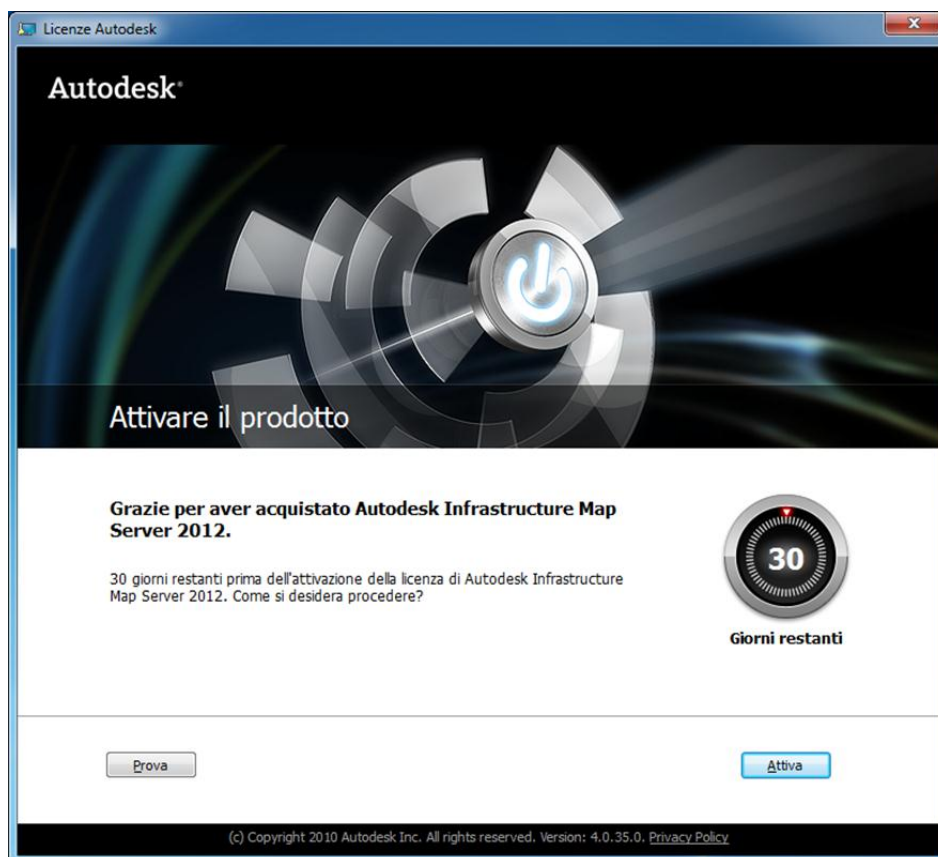 Licenze Autodesk
Autodesk®
Attivare il prodotto
Grazie per aver acquistato Autodesk Infrastructure Map
Server 2012.
30 giorni restanti prima dell'attivazione della licenza di Autodesk Infrastructure
Map Server 2012. Come si desidera procedere?
30
Giorni restanti
Prova
Attiva
(c) Copyright 2010 Autodesk Inc. All rights reserved. Version: 4.0.35.0. Privacy Policy